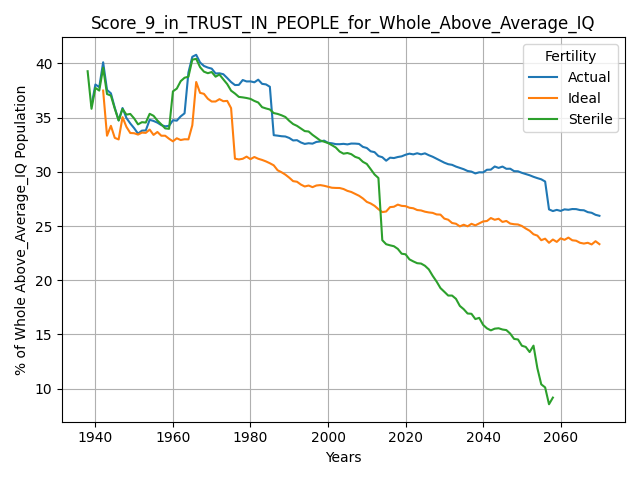 Score_9_in_TRUST_IN_PEOPLE_for_Whole_Above_Average_IQ
Fertility
Actual
Ideal
Sterile
% of Whole Above_Average_IQ Population
40
35
30
25
20
15
10
1940
1960
1980
2000
2020
2040
2060
Years